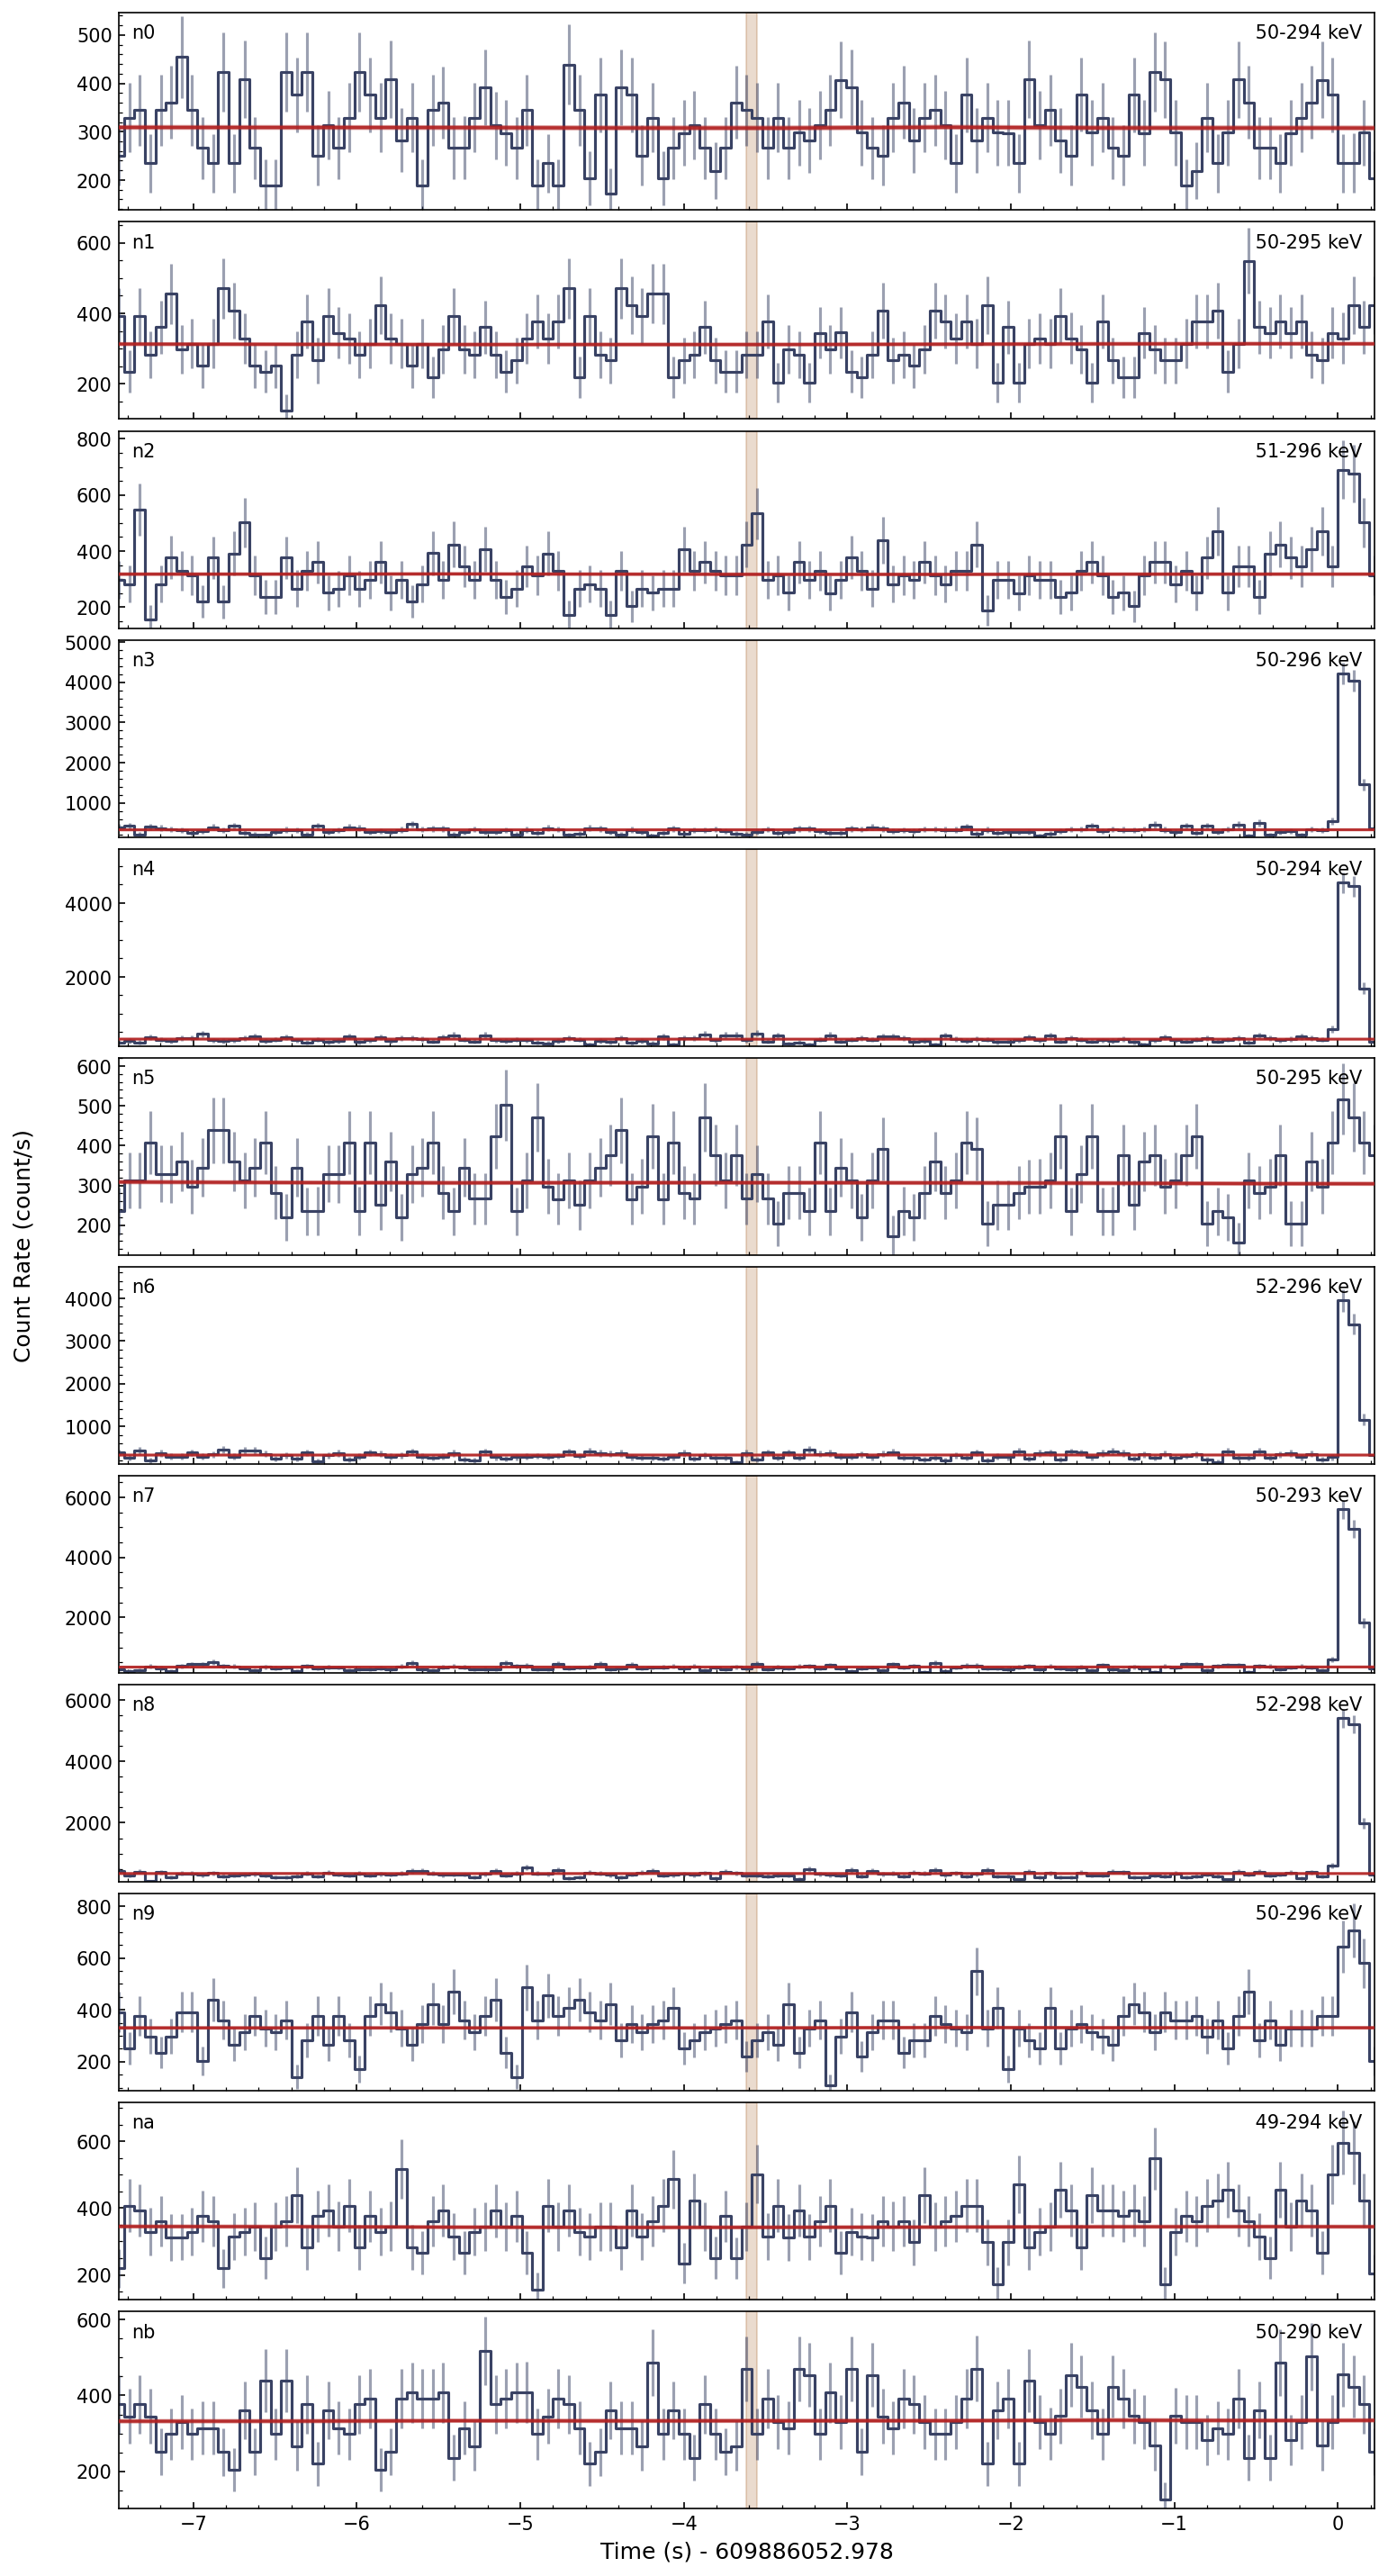 n0 50-294 keV
500
400
300
200
n1 50-295 keV
600
400
200
n2 51-296 keV
800
600
400
200
n3 50-296 keV
5000
4000
3000
2000
1000
n4 50-294 keV
4000
2000
n5 50-295 keV
600
500
400
300
200
n6 52-296 keV
4000
3000
2000
1000
n7 50-293 keV
6000
4000
2000
n8 52-298 keV
6000
4000
2000
n9 50-296 keV
800
600
400
200
na 49-294 keV
600
400
200
nb 50-290 keV
600
400
200
−7 −6 −5 −4 −3 −2 −1 0
Time (s) - 609886052.978
Count Rate (count/s)